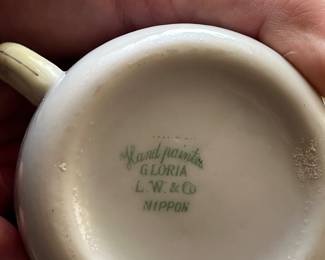 Hand painted
GLORIA
L.W. & Co
NIPPON